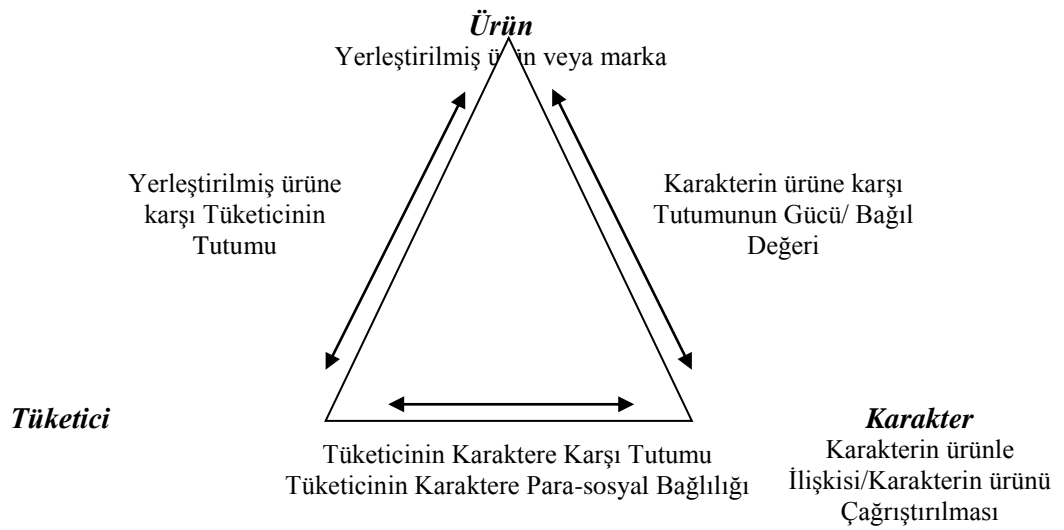 Ürün
Yerleştirilmiş ürün veya marka
Yerleştirilmiş ürüne
karşı Tüketicinin
Tutumu
Karakterin ürüne karşı
Tutumunun Gücü/ Bağıl
Değeri
Tüketici
Karakter
Tüketicinin Karaktere Karşı Tutumu
Tüketicinin Karaktere Para-sosyal Bağlılığı
Karakterin ürünle
İlişkisi/Karakterin ürünü
Çağrıştırılması